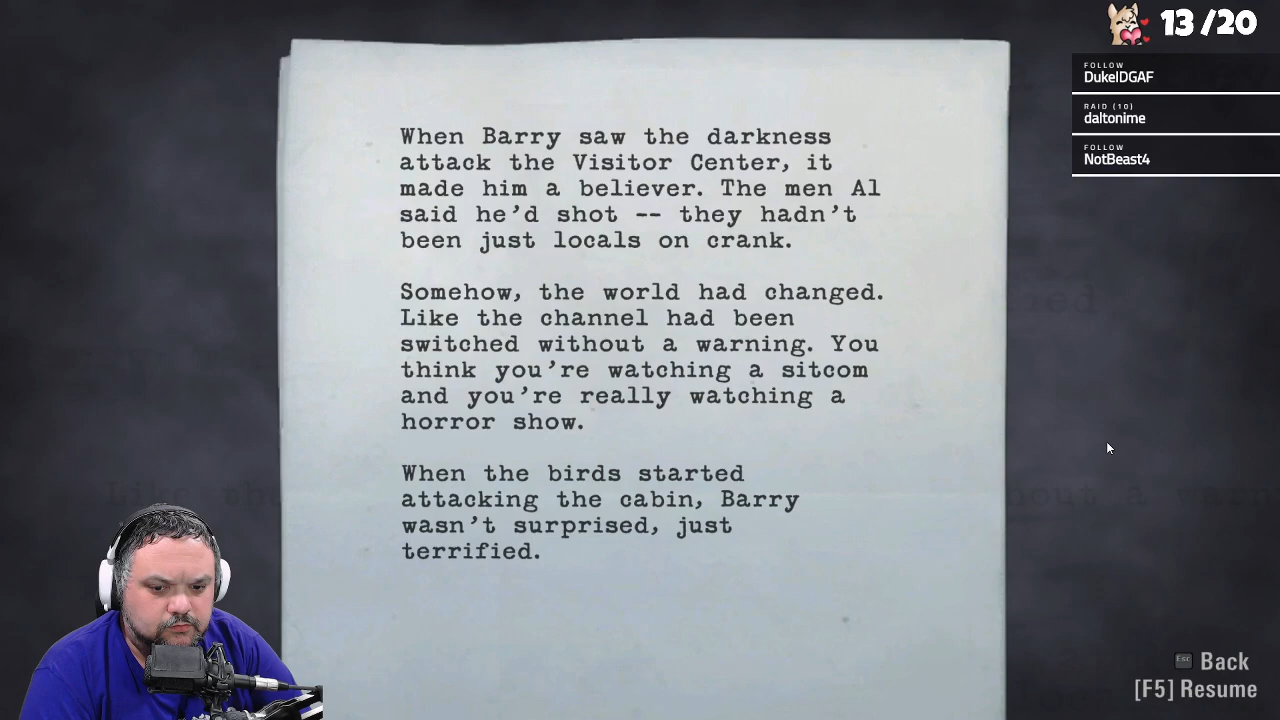 13 /20
FOLLOW
DukeIDGAF
RAID (10)
daltonime
FOLLOW
NotBeast4
When Barry saw the darkness
attack the Visitor Center, it
made him a believer. The men Al
said he'd shot -- they hadn't
been just locals on crank.
Somehow, the world had changed.
Like the channel had been
switched without a warning. You
think you're watching a sitcom
and you're really watching a
horror show.
When the birds started
attacking the cabin, Barry
wasn't surprised, just
terrified.
Esc Back
[F5] Resume